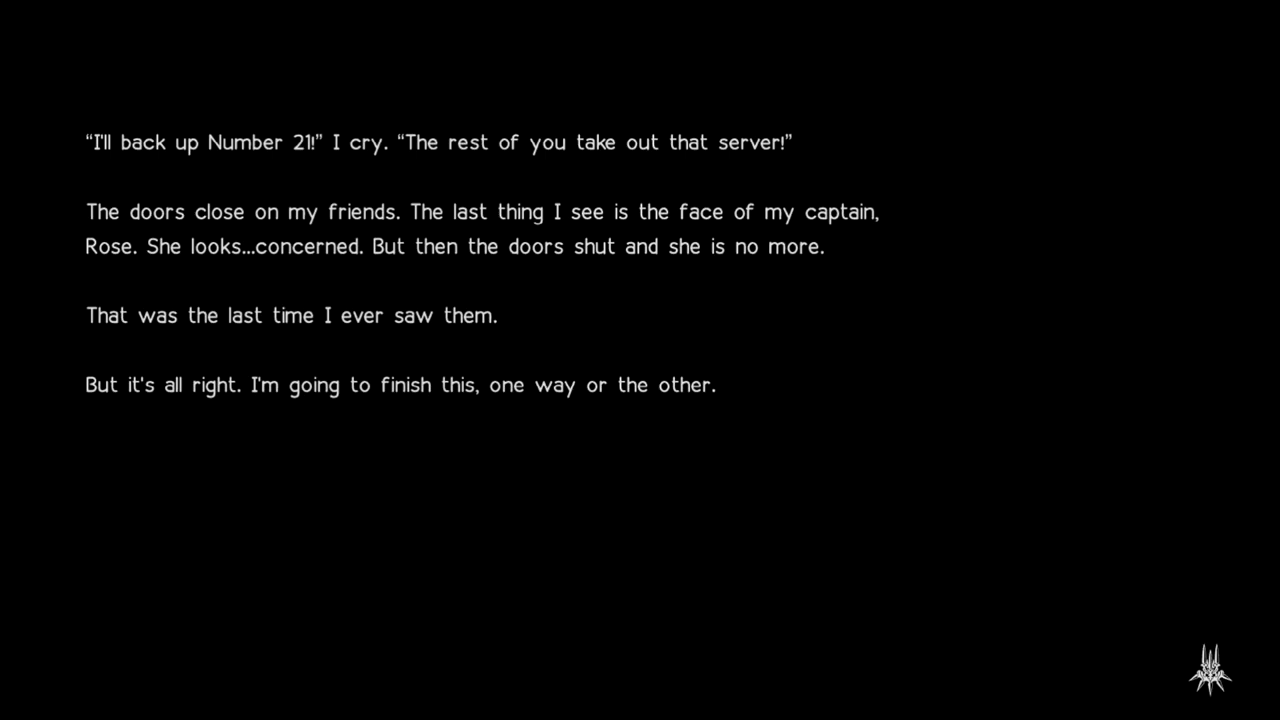 “I'll back up Number 21!” I cry. “The rest of you take out that server!”
The doors close on my friends. The last thing I see is the face of my captain,
Rose. She looks...concerned. But then the doors shut and she is no more.
That was the last time I ever saw them.
But it's all right. I'm going to finish this, one way or the other.